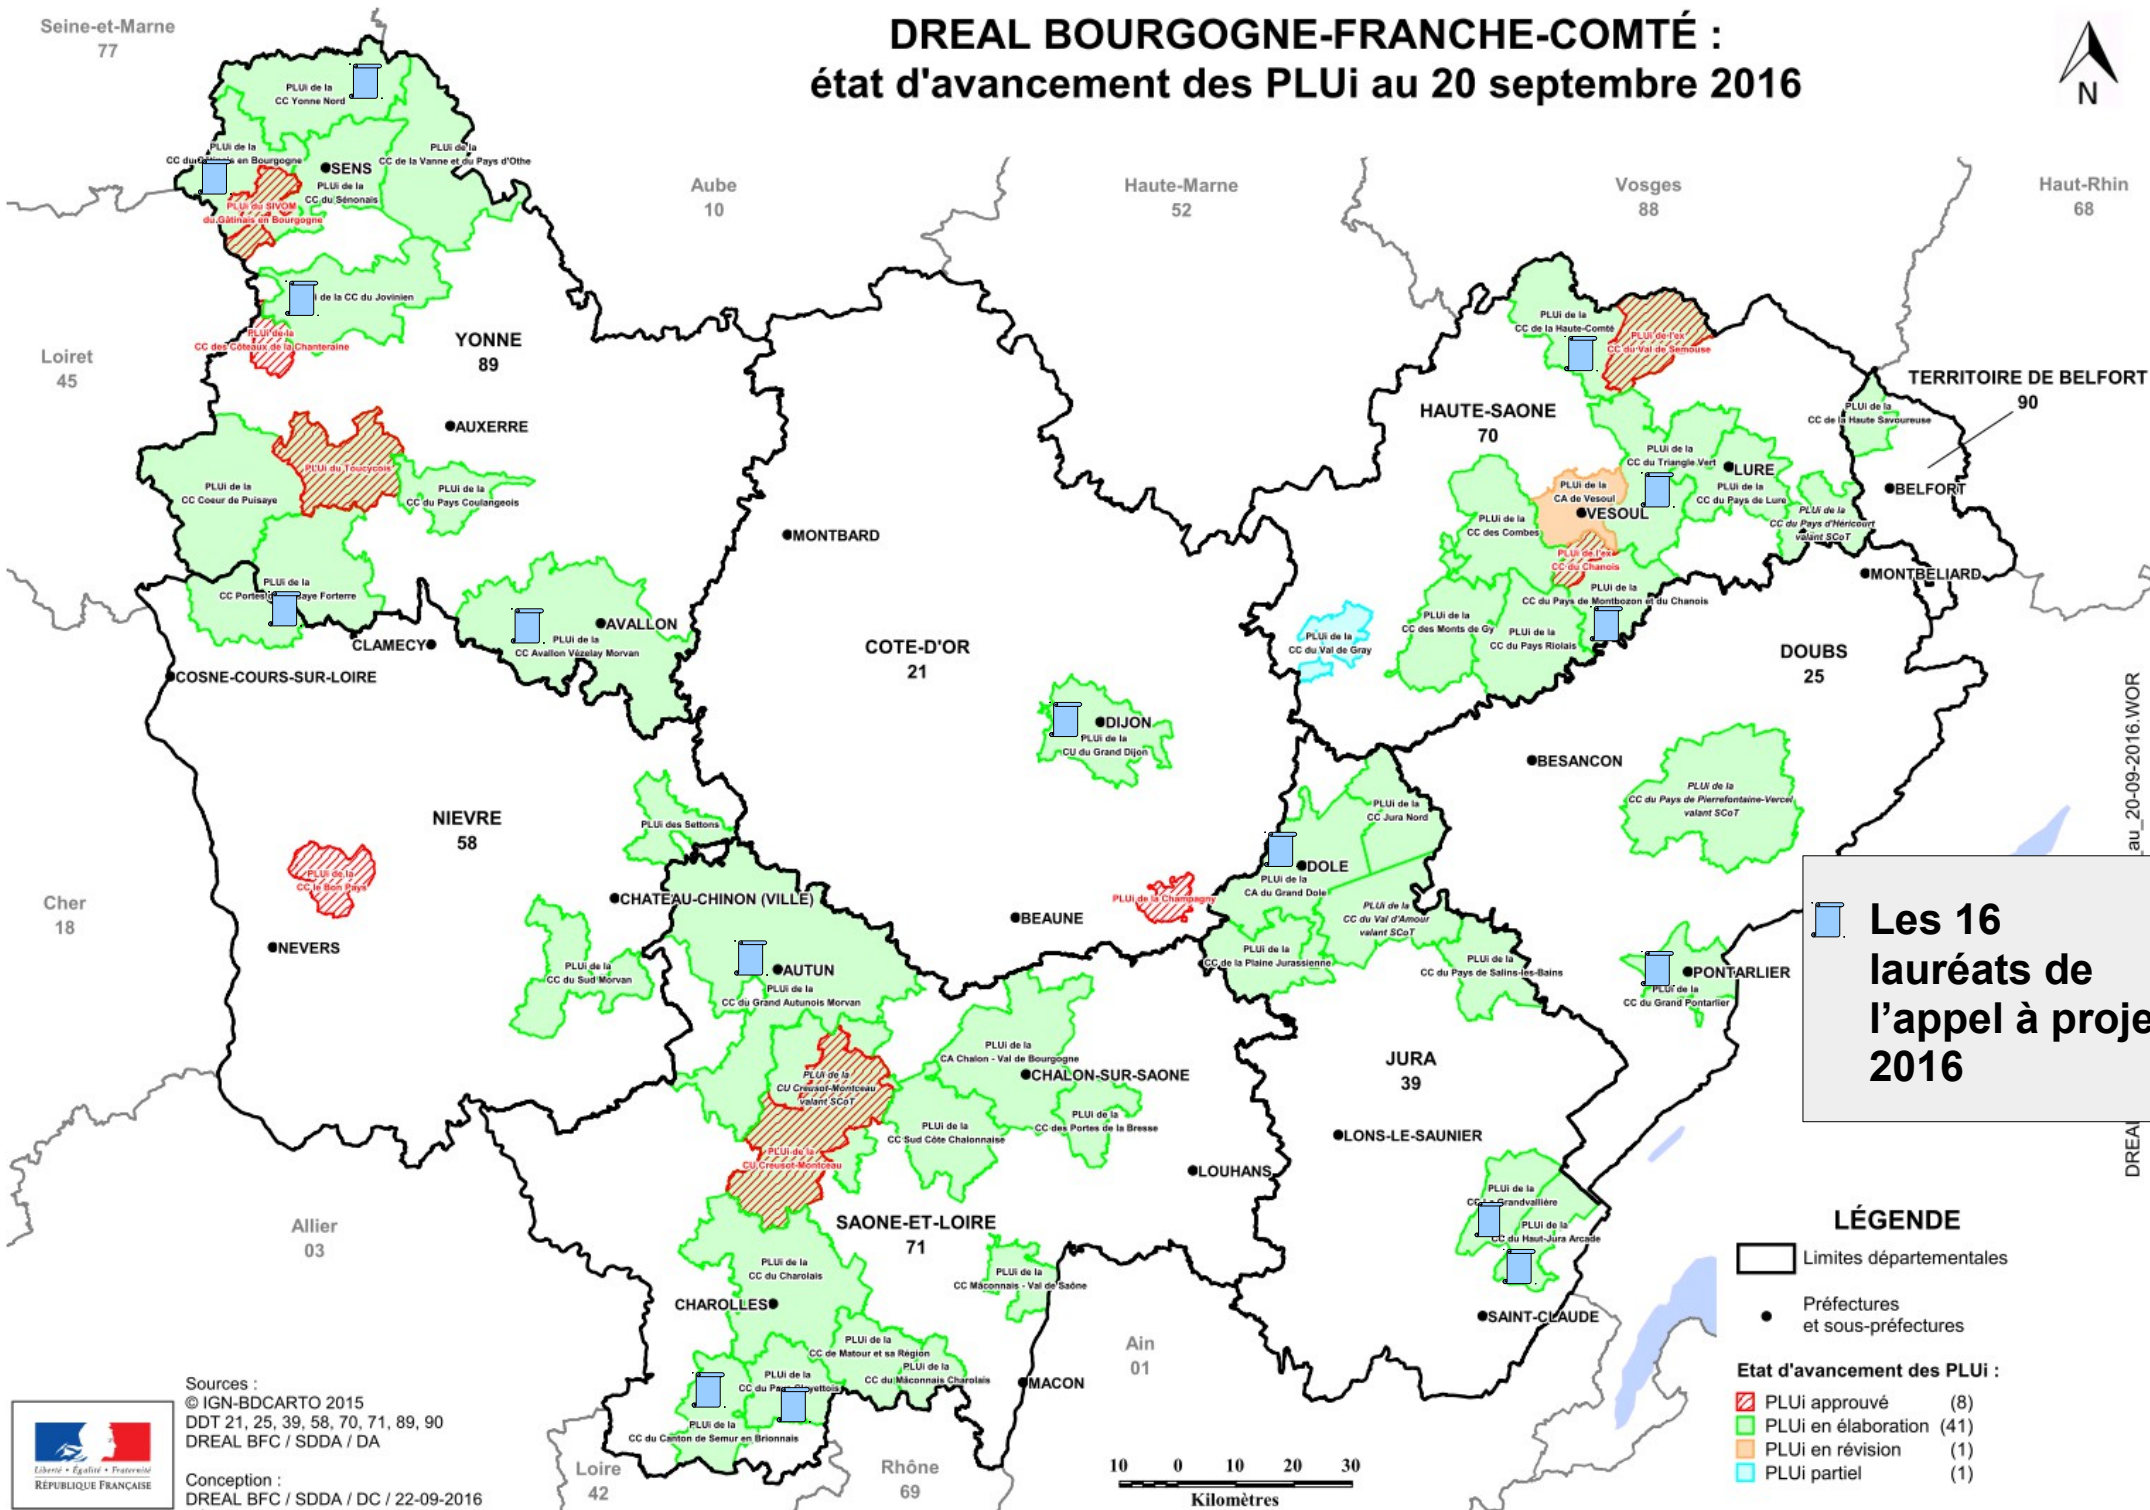 DREAL BOURGOGNE-FRANCHE-COMTÉ :
état d'avancement des PLUi au 20 septembre 2016
N
Seine-et-Marne
77
Aube
10
Haute-Marne
52
Vosges
88
Haut-Rhin
68
Loiret
45
Cher
18
Allier
03
Loire
42
Rhône
69
Ain
01
PLUi de la
CC Yonne Nord
PLUi de la
en Bourgogne
SENS
PLUi de la
CC du Sénonais
PLUi de la
CC de la Vanne et du Pays d'Othe
PLUi du SIVOM
du Gâtinais en Bourgogne
de la CC du Jovinien
PLUi de la
CC des Côteaux de la Chanteraine
YONNE
89
AUXERRE
PLUi du Toucycois
PLUi de la
CC Coeur de Puisaye
PLUi de la
CC du Pays Coulangeois
PLUi de la
CC Portes Forterre
AVALLON
PLUi de la
CC Avallon Vézelay Morvan
CLAMECY
COSNE-COURS-SUR-LOIRE
MONTBARD
COTE-D'OR
21
DIJON
PLUi de la
CU du Grand Dijon
BEAUNE
PLUi de la Champagny
NIEVRE
58
PLUi des Settons
PLUi de la
CC le Bon Pays
NEVERS
CHATEAU-CHINON (VILLE)
PLUi de la
CC du Sud Morvan
HAUTE-SAONE
70
PLUi de la
CC de la Haute-Comté
PLUi de l'ex
CC du Val de Semouse
PLUi de la
CC du Triangle Vert
LURE
PLUi de la
CC du Pays de Lure
PLUi de la
CA de Vesoul
VESOUL
PLUi de la
CC des Combes
PLUi de l'ex
CC du Chanois
PLUi de la
CC du Pays de Montbozon et du Chanois
PLUi de la
CC des Monts de Gy
PLUi de la
CC du Pays Riolais
PLUi de la
CC du Val de Gray
PLUi de la
CC du Pays d'Héricourt
valant SCoT
TERRITOIRE DE BELFORT
90
PLUi de la
CC de la Haute Savoureuse
BELFORT
MONTBELIARD
DOUBS
25
BESANCON
PLUi de la
CC du Pays de Pierrefontaine-Vercel
valant SCoT
PONTARLIER
PLUi de la
CC du Grand Pontarlier
PLUi de la
CC Jura Nord
DOLE
PLUi de la
CA du Grand Dole
PLUi de la
CC du Val d'Amour
valant SCoT
PLUi de la
CC de la Plaine Jurassienne
PLUi de la
CC du Pays de Salins-les-Bains
JURA
39
LONS-LE-SAUNIER
PLUi de la
Grandvallière
PLUi de la
CC du Haut-Jura Arcade
SAINT-CLAUDE
AUTUN
PLUi de la
CC du Grand Autunois Morvan
PLUi de la
CU Creusot-Montceau
valant SCoT
PLUi de la
CU Creusot-Montceau
PLUi de la
CA Chalon - Val de Bourgogne
CHALON-SUR-SAONE
PLUi de la
CC des Portes de la Bresse
PLUi de la
CC Sud Côte Chalonnaise
LOUHANS
SAONE-ET-LOIRE
71
PLUi de la
CC du Charolais
CHAROLLES
PLUi de la
CC Mâconnais - Val de Saône
PLUi de la
CC de Matour et sa Région
PLUi de la
CC du Mâconnais Charolais
PLUi de la
CC du Pays Clayettois
PLUi de la
CC du Canton de Semur en Brionnais
MACON
Les 16
lauréats de
l'appel à proje
2016
au_20-09-2016.WOR
DREAL
LÉGENDE
Limites départementales
Préfectures
et sous-préfectures
Etat d'avancement des PLUi :
PLUi approuvé (8)
PLUi en élaboration (41)
PLUi en révision (1)
PLUi partiel (1)
10 0 10 20 30
Kilomètres
Liberté • Égalité • Fraternité
RÉPUBLIQUE FRANÇAISE
Sources :
© IGN-BDCARTO 2015
DDT 21, 25, 39, 58, 70, 71, 89, 90
DREAL BFC / SDDA / DA
Conception :
DREAL BFC / SDDA / DC / 22-09-2016